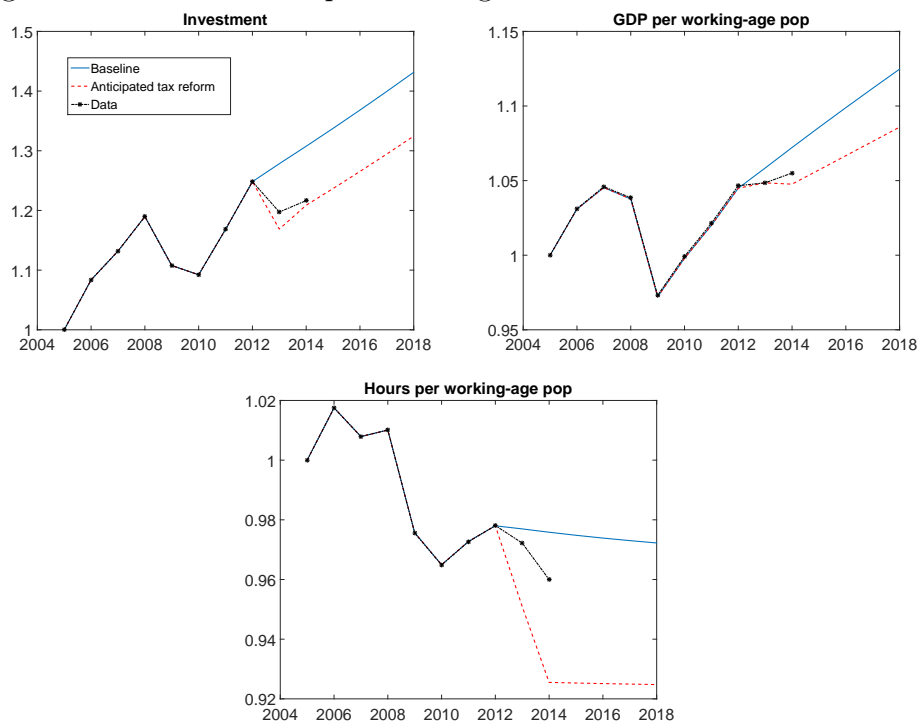 Investment
1.5
1.4
1.3
1.2
1.1
1
2004 2006 2008 2010 2012 2014 2016 2018
Baseline
Anticipated tax reform
Data
GDP per working-age pop
1.15
1.1
1.05
1
0.95
2004 2006 2008 2010 2012 2014 2016 2018
Hours per working-age pop
1.02
1
0.98
0.96
0.94
0.92
2004 2006 2008 2010 2012 2014 2016 2018